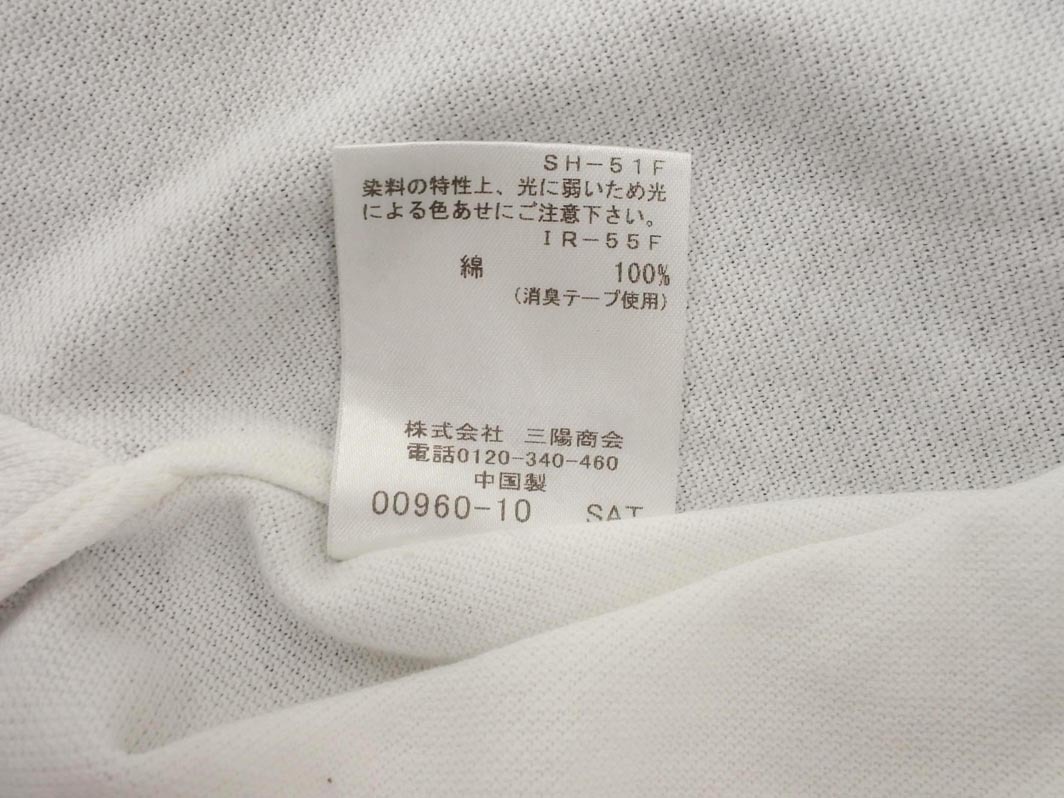 SH-51F
染料の特性上、光に弱いため光
による色あせにご注意下さい。
IR-55F
綿 100%
(消臭テープ使用)
株式会社 三陽商会
電話0120-340-460
中国製
00960-10 SAT